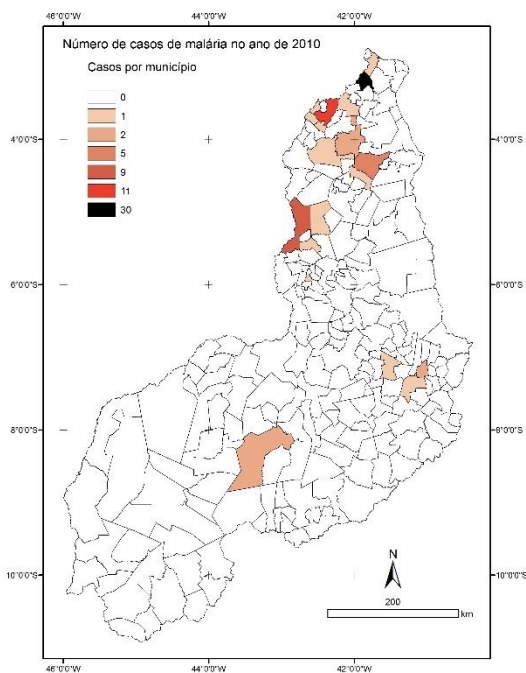 46°0'0"W
44°0'0"W
42°0'0"W
Número de casos de malária no ano de 2010
Casos por município
0
1
2
5
9
11
30
4°0'0"S
4°0'0"S
6°0'0"S
6°0'0"S
8°0'0"S
8°0'0"S
10°0'0"S
10°0'0"S
N
200
km
46°0'0"W
44°0'0"W
42°0'0"W